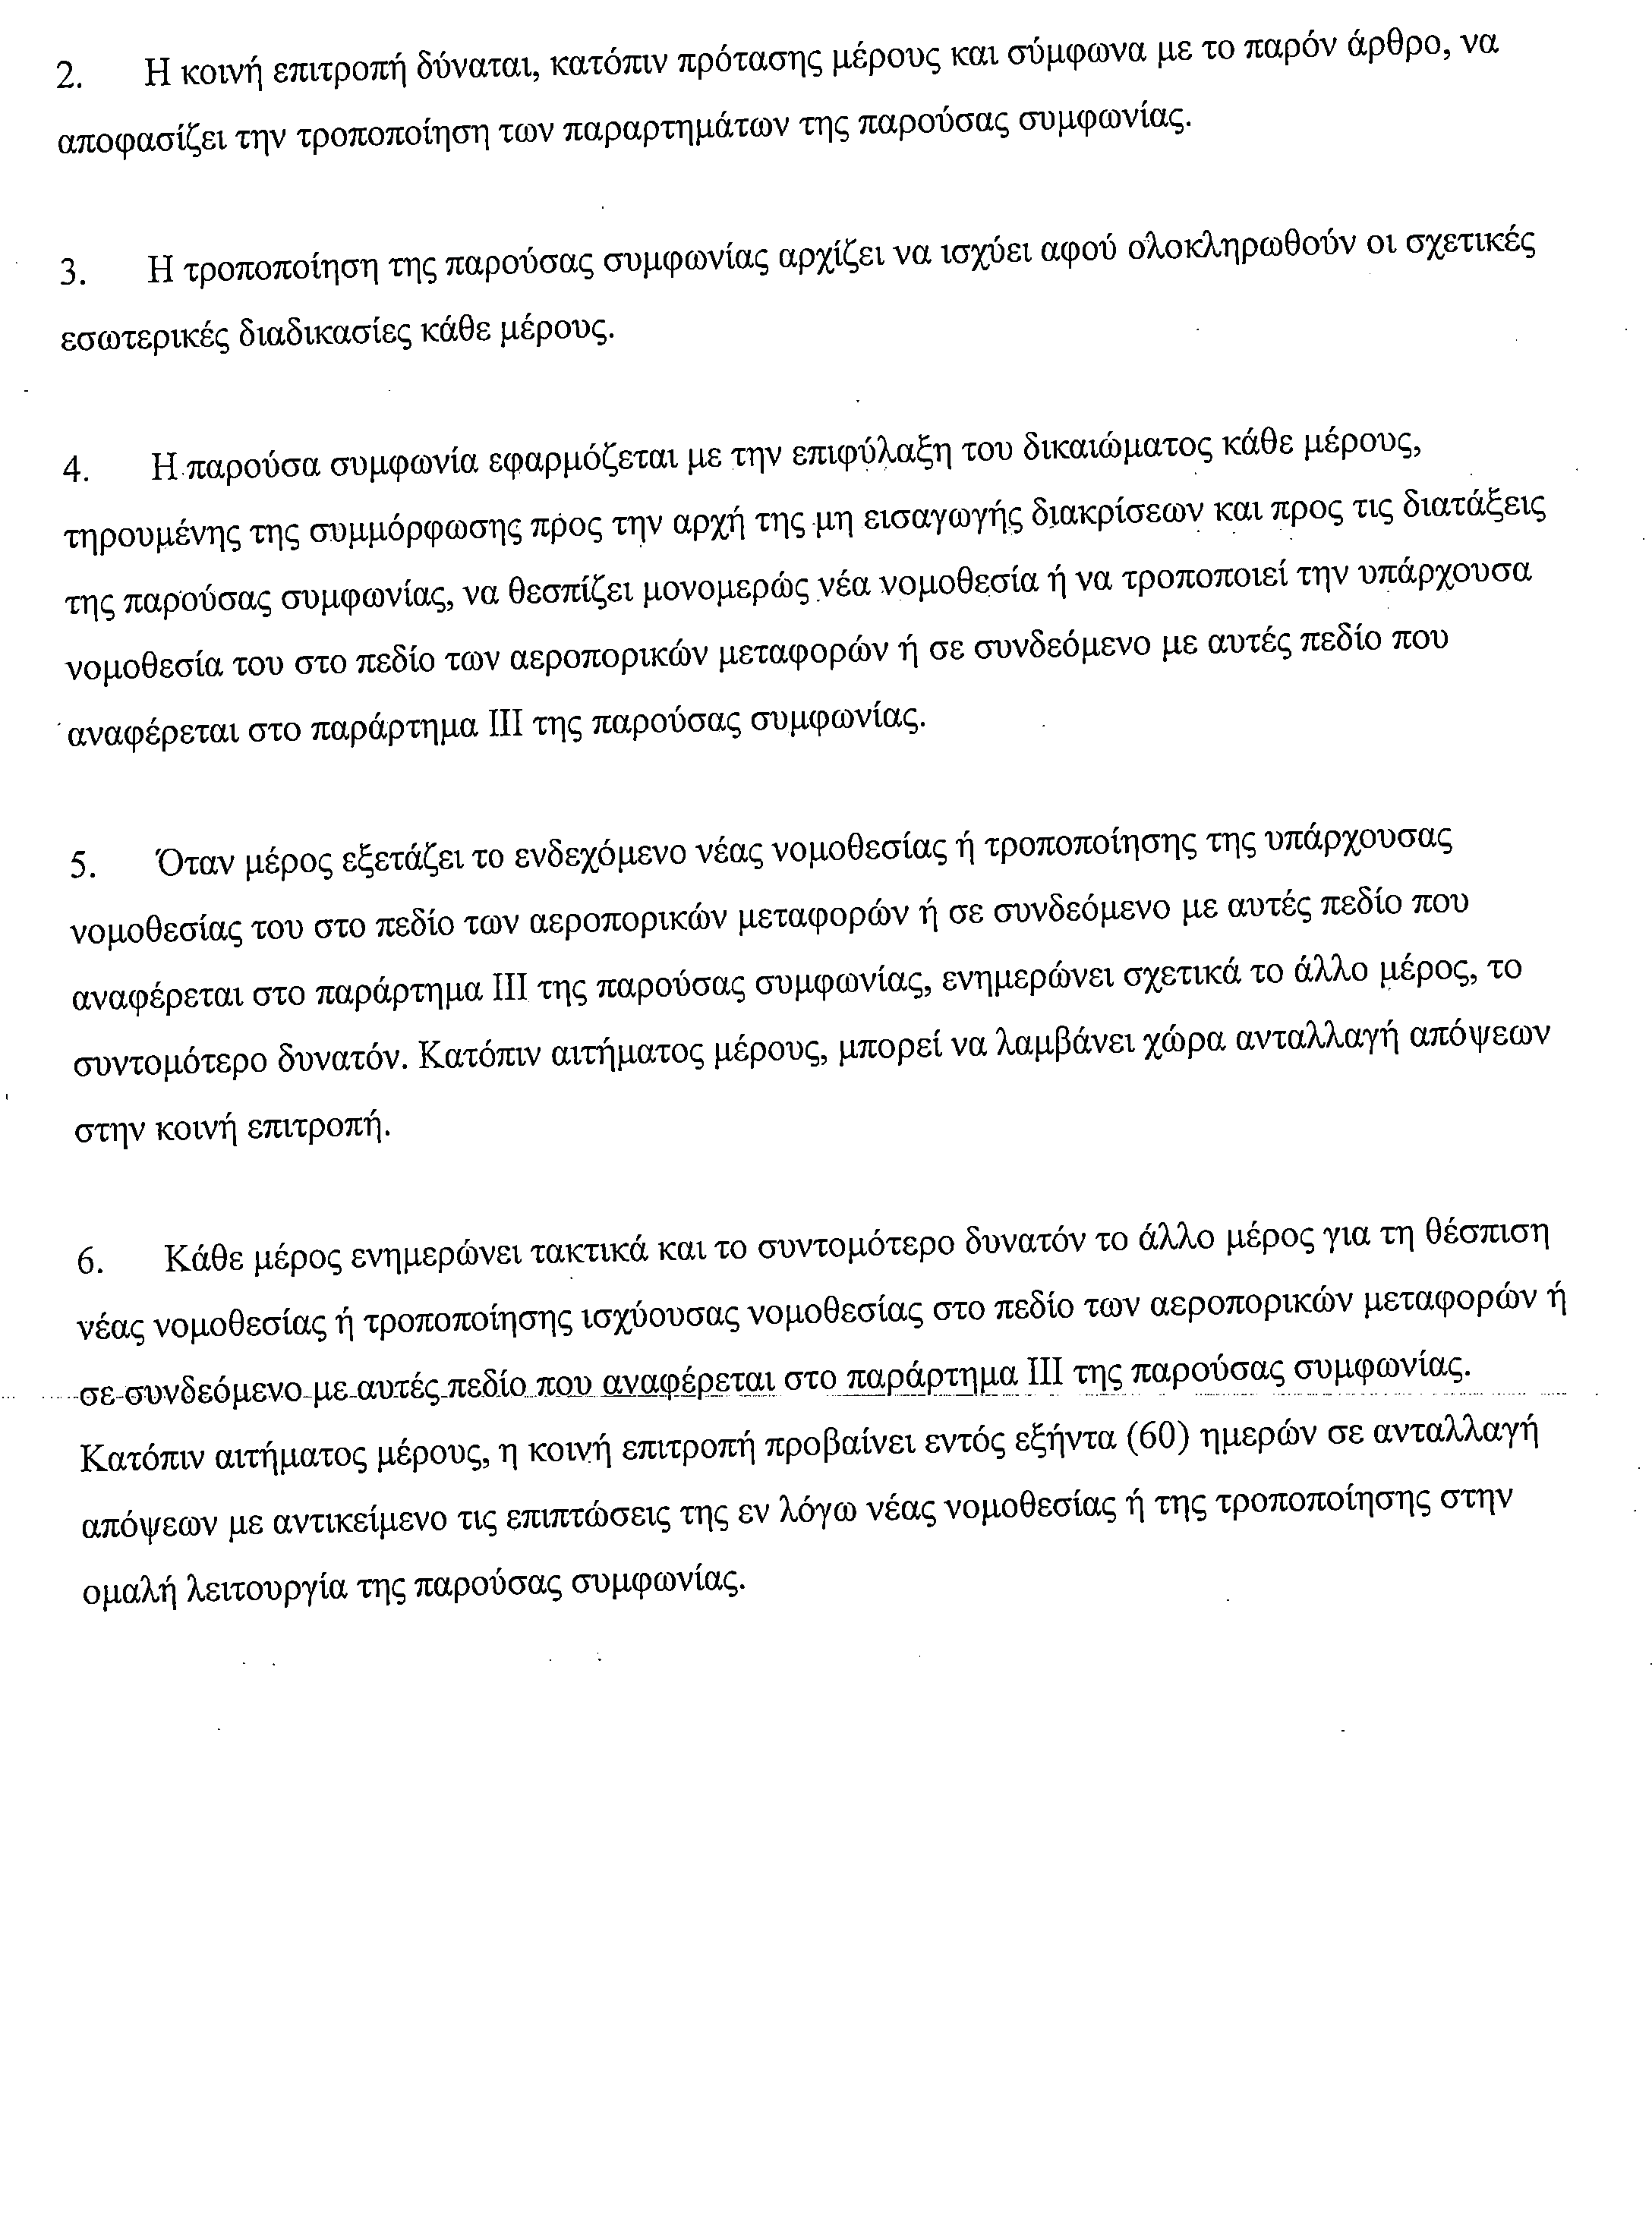 2. Η κοινή επιτροπή δύναται, κατόπιν πρότασης μέρους και σύμφωνα με το παρόν άρθρο, να
αποφασίζει την τροποποίηση των παραρτημάτων της παρούσας συμφωνίας.
3. Η τροποποίηση της παρούσας συμφωνίας αρχίζει να ισχύει αφού ολοκληρωθούν οι σχετικές
εσωτερικές διαδικασίες κάθε μέρους.
4. Η παρούσα συμφωνία εφαρμόζεται με την επιφύλαξη του δικαιώματος κάθε μέρους,
τηρουμένης της συμμόρφωσης προς την αρχή της μη εισαγωγής διακρίσεων και προς τις διατάξεις
της παρούσας συμφωνίας, να θεσπίζει μονομερώς νέα νομοθεσία ή να τροποποιεί την υπάρχουσα
νομοθεσία του στο πεδίο των αεροπορικών μεταφορών ή σε συνδεόμενο με αυτές πεδίο που
αναφέρεται στο παράρτημα ΙΙΙ της παρούσας συμφωνίας.
5. Όταν μέρος εξετάζει το ενδεχόμενο νέας νομοθεσίας ή τροποποίησης της υπάρχουσας
νομοθεσίας του στο πεδίο των αεροπορικών μεταφορών ή σε συνδεόμενο με αυτές πεδίο που
αναφέρεται στο παράρτημα ΙΙΙ της παρούσας συμφωνίας, ενημερώνει σχετικά το άλλο μέρος, το
συντομότερο δυνατόν. Κατόπιν αιτήματος μέρους, μπορεί να λαμβάνει χώρα ανταλλαγή απόψεων
στην κοινή επιτροπή.
6. Κάθε μέρος ενημερώνει τακτικά και το συντομότερο δυνατόν το άλλο μέρος για τη θέσπιση
νέας νομοθεσίας ή τροποποίησης ισχύουσας νομοθεσίας στο πεδίο των αεροπορικών μεταφορών ή
σε συνδεόμενο με αυτές πεδίο που αναφέρεται στο παράρτημα ΙΙΙ της παρούσας συμφωνίας.
Κατόπιν αιτήματος μέρους, η κοινή επιτροπή προβαίνει εντός εξήντα (60) ημερών σε ανταλλαγή
απόψεων με αντικείμενο τις επιπτώσεις της εν λόγω νέας νομοθεσίας ή της τροποποίησης στην
ομαλή λειτουργία της παρούσας συμφωνίας.